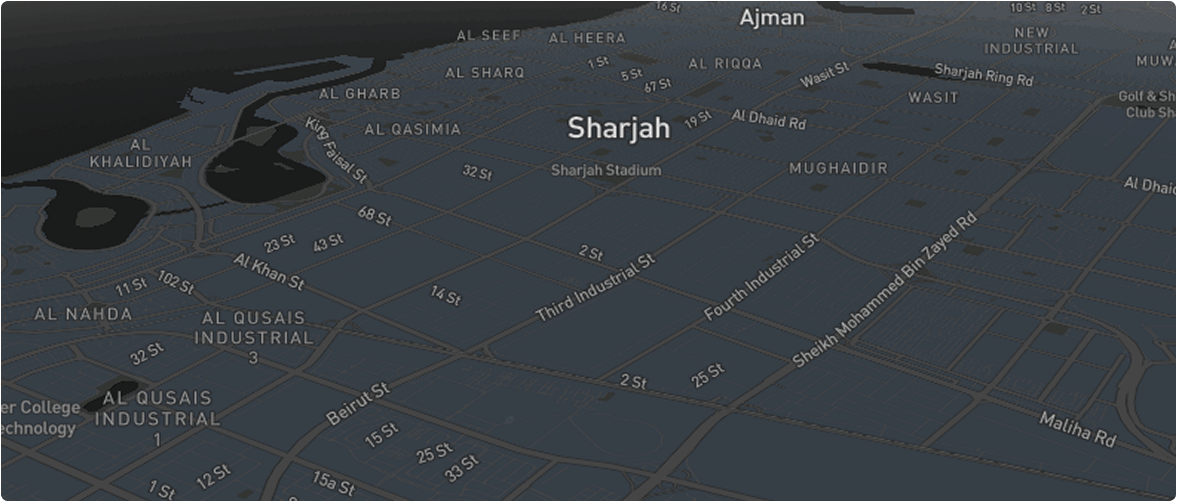 16 St
Ajman
10 St
8 St
2 St
AL SEEF
AL HEERA
NEW
INDUSTRIAL
AL SHARQ
1 St
5 St
67 St
AL RIQQA
Wasit St
Sharjah Ring Rd
AL GHARB
WASIT
Golf & Sh
Club Sha
King Faisal St
AL QASIMIA
Sharjah
19 St
Al Dhaid Rd
AL
KHALIDIYAH
32 St
Sharjah Stadium
MUGHAIDIR
Al Dhaid
68 St
23 St
43 St
2 St
Al Khan St
11 St
102 St
14 St
Third Industrial St
Fourth Industrial St
Sheikh Mohammed Bin Zayed Rd
AL NAHDA
AL QUSAIS
INDUSTRIAL
3
32 St
2 St
25 St
er College
echnology
AL QUSAIS
INDUSTRIAL
1
Beirut St
15 St
25 St
33 St
Maliha Rd
1 St
12 St
15a St